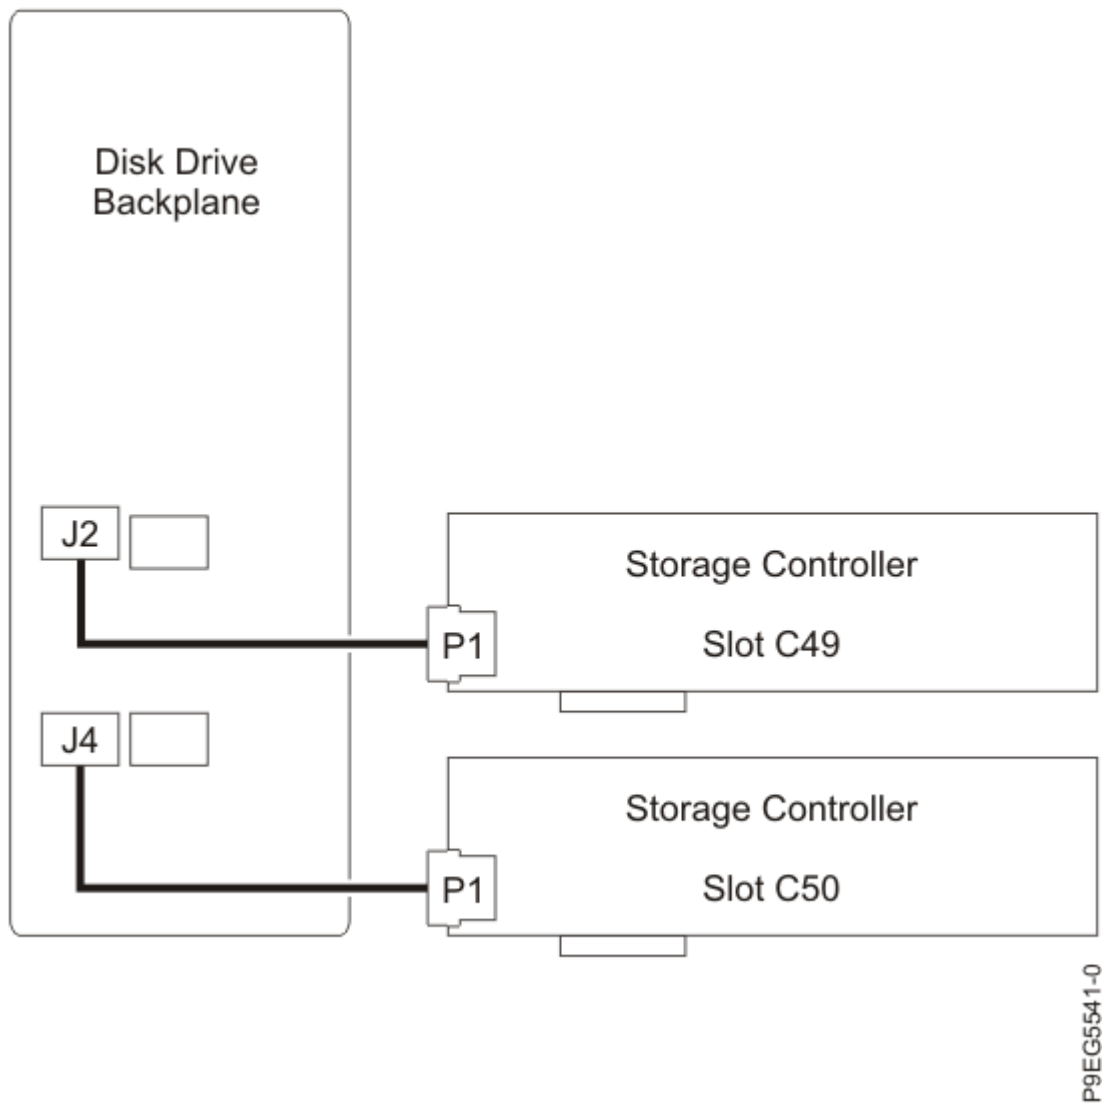 Disk Drive
Backplane
J2
Storage Controller
P1
Slot C49
J4
Storage Controller
P1
Slot C50
P9EG5541-0